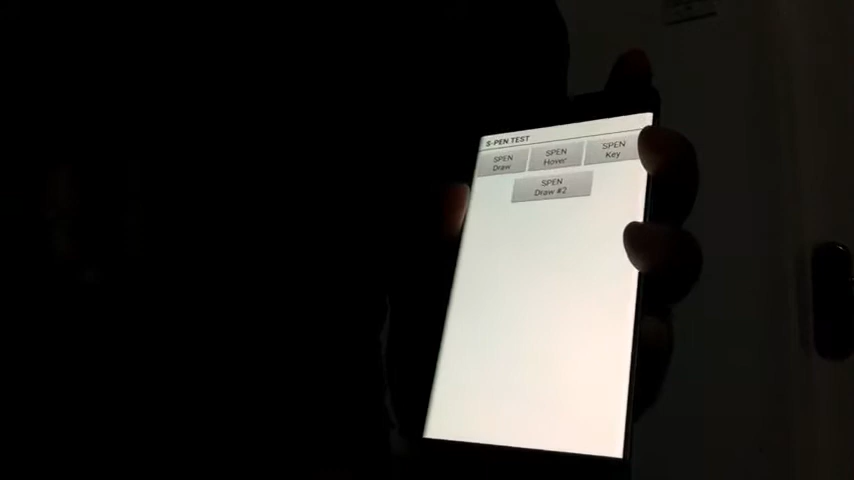 S-PEN TEST
SPEN
Draw
SPEN
Hover
SPEN
Key
SPEN
Draw #2